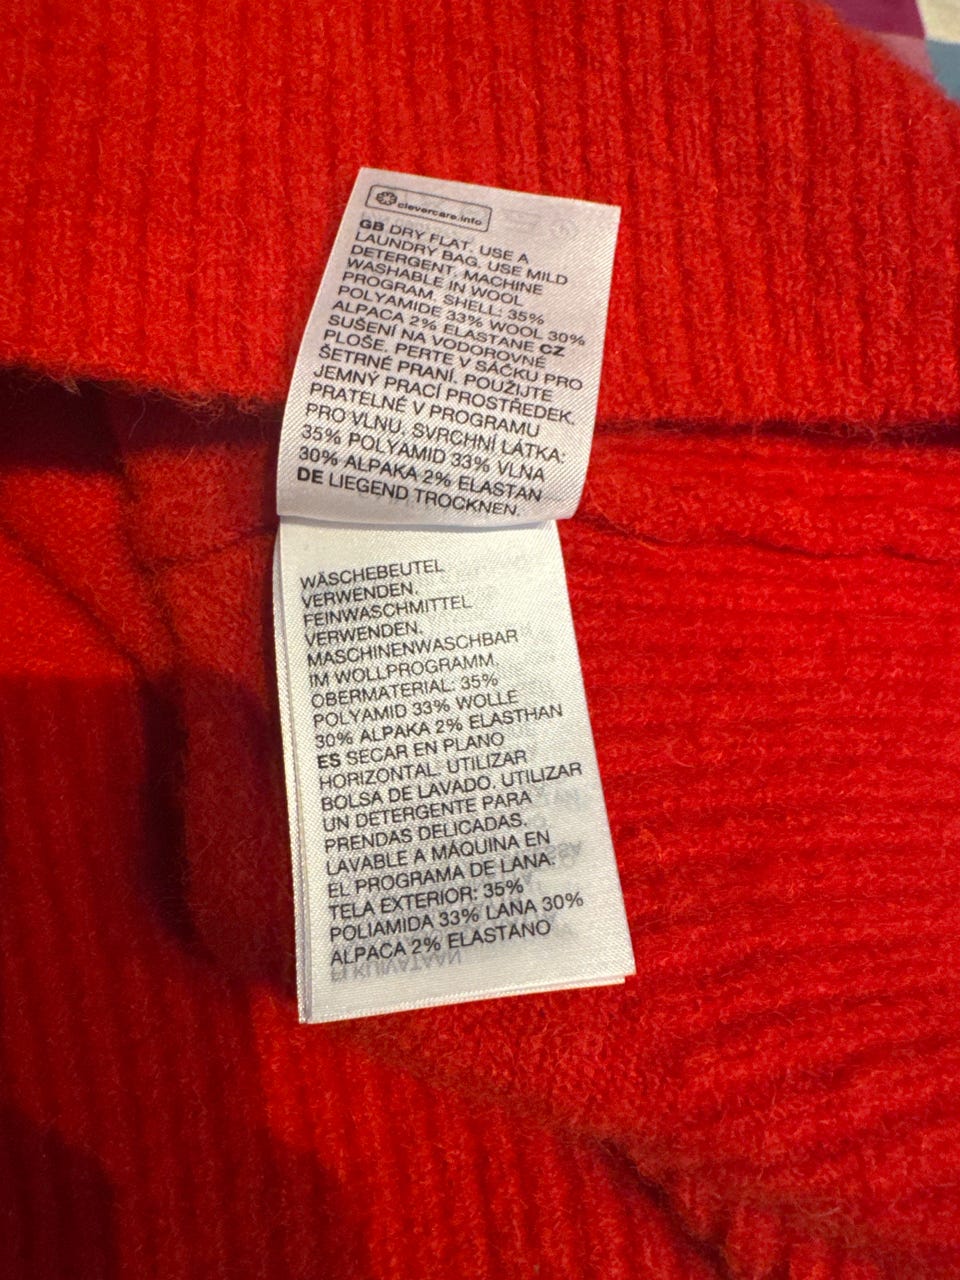 clevercare.info
GB DRY FLAT. USE A
LAUNDRY BAG. USE MILD
DETERGENT. MACHINE
WASHABLE IN WOOL
PROGRAM. SHELL: 35%
POLYAMIDE 33% WOOL 30%
ALPACA 2% ELASTANE CZ
SUŠENÍ NA VODOROVNÉ
PLOŠE. PERTE V SÁČKU PRO
ŠETRNÉ PRANÍ. POUŽIJTE
JEMNÝ PRACÍ PROSTŘEDEK.
PRATELNÉ V PROGRAMU
PRO VLNU. SVRCHNÍ LÁTKA:
35% POLYAMID 33% VLNA
30% ALPAKA 2% ELASTAN
DE LIEGEND TROCKNEN.
WÄSCHEBEUTEL
VERWENDEN.
FEINWASCHMITTEL
VERWENDEN.
MASCHINENWASCHBAR
IM WOLLPROGRAMM.
OBERMATERIAL: 35%
POLYAMID 33% WOLLE
30% ALPAKA 2% ELASTHAN
ES SECAR EN PLANO
HORIZONTAL. UTILIZAR
BOLSA DE LAVADO. UTILIZAR
UN DETERGENTE PARA
PRENDAS DELICADAS.
LAVABLE A MÁQUINA EN
EL PROGRAMA DE LANA.
TELA EXTERIOR: 35%
POLIAMIDA 33% LANA 30%
ALPACA 2% ELASTANO